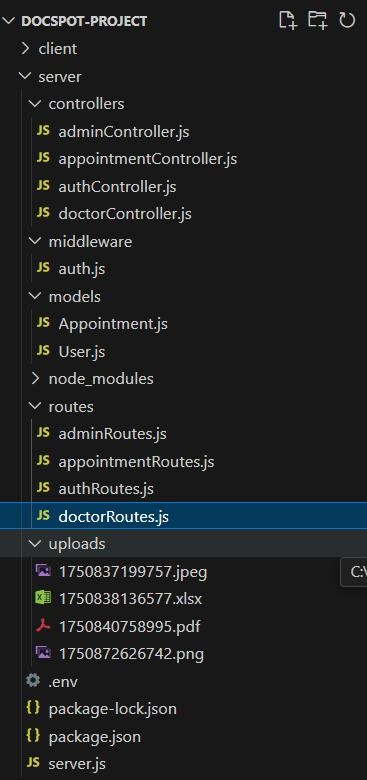 DOCSPOT-PROJECT
client
server
controllers
JS adminController.js
JS appointmentController.js
JS authController.js
JS doctorController.js
middleware
JS auth.js
models
JS Appointment.js
JS User.js
node_modules
routes
JS adminRoutes.js
JS appointmentRoutes.js
JS authRoutes.js
JS doctorRoutes.js
uploads
1750837199757.jpeg
C:\
1750838136577.xlsx
1750840758995.pdf
1750872626742.png
.env
{} package-lock.json
{} package.json
JS server.js